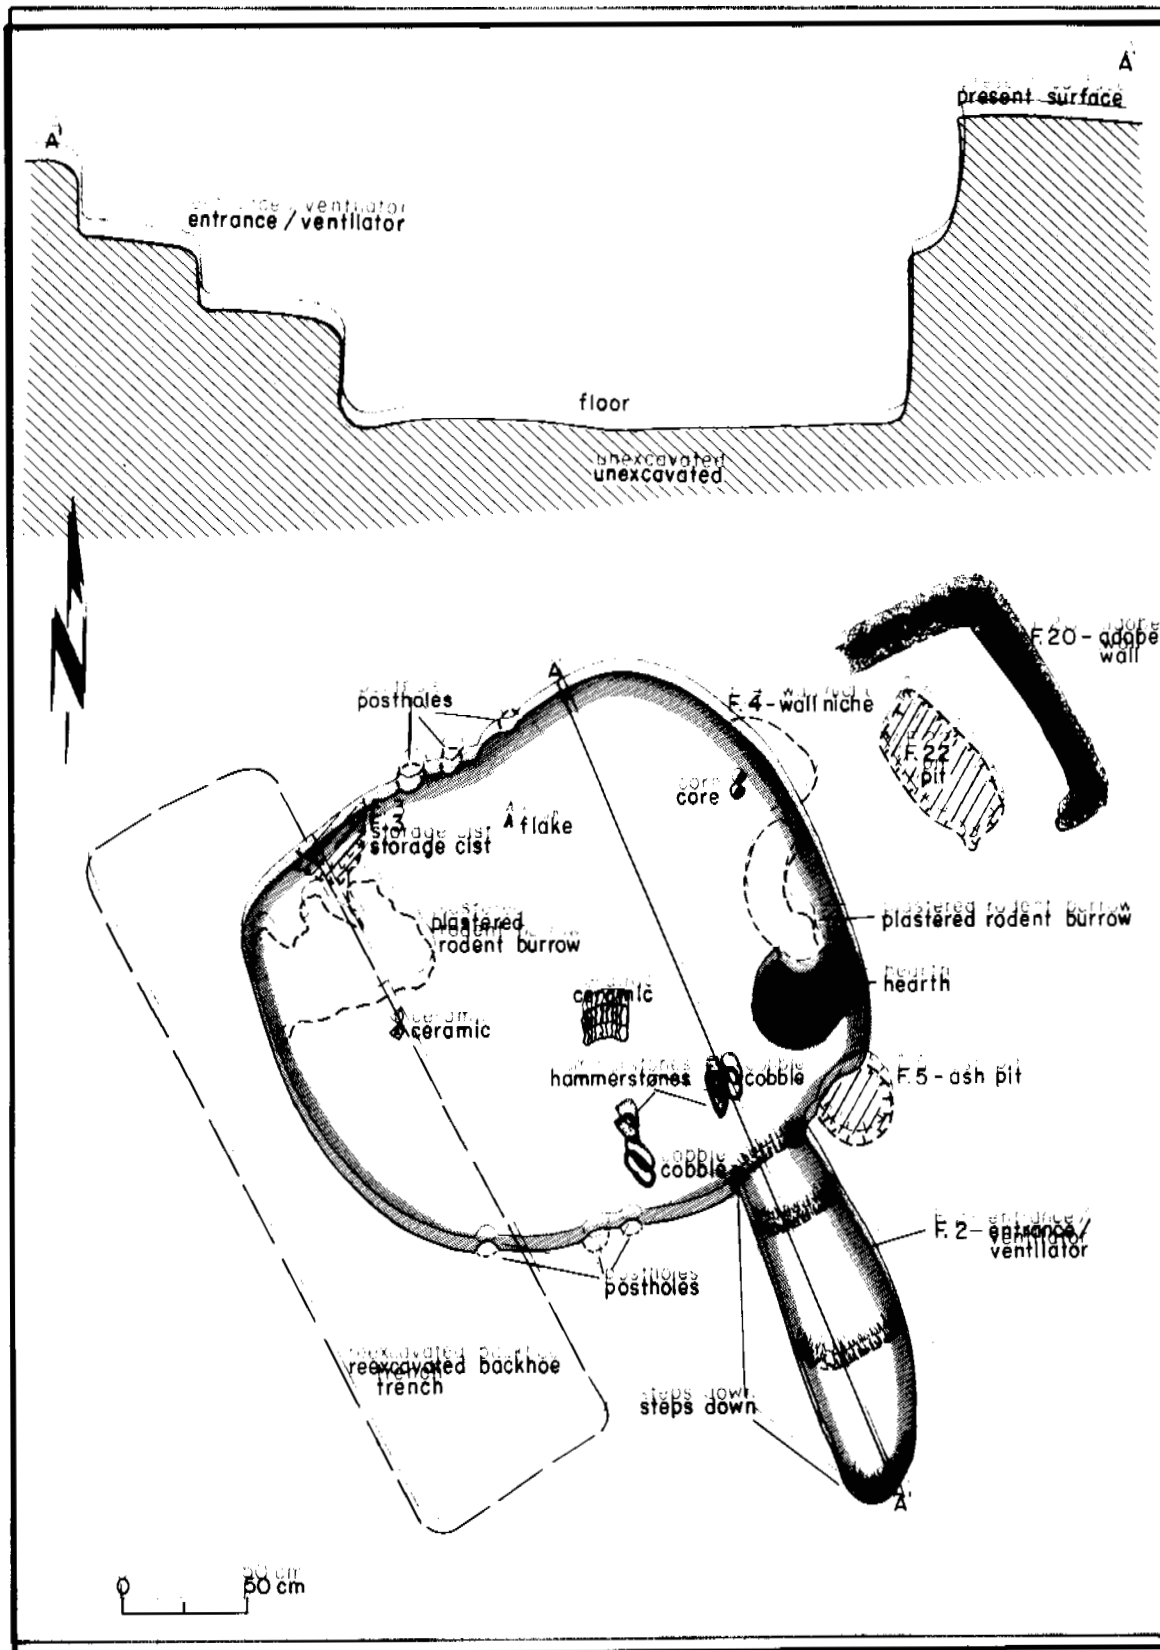 A'
present surface
A'
entrance / ventilator
floor
unexcavated
N
F. 20 - adobe
wall
A
postholes
F. 4 - wall niche
F. 22
pit
core
F. 3
storage cist
flake
plastered
rodent burrow
plastered rodent burrow
hearth
ceramic
ceramic
hammerstones
cobble
F. 5 - ash pit
cobble
F. 2 - entrance /
ventilator
postholes
reexcavated backhoe
trench
steps down
A'
0
50 cm